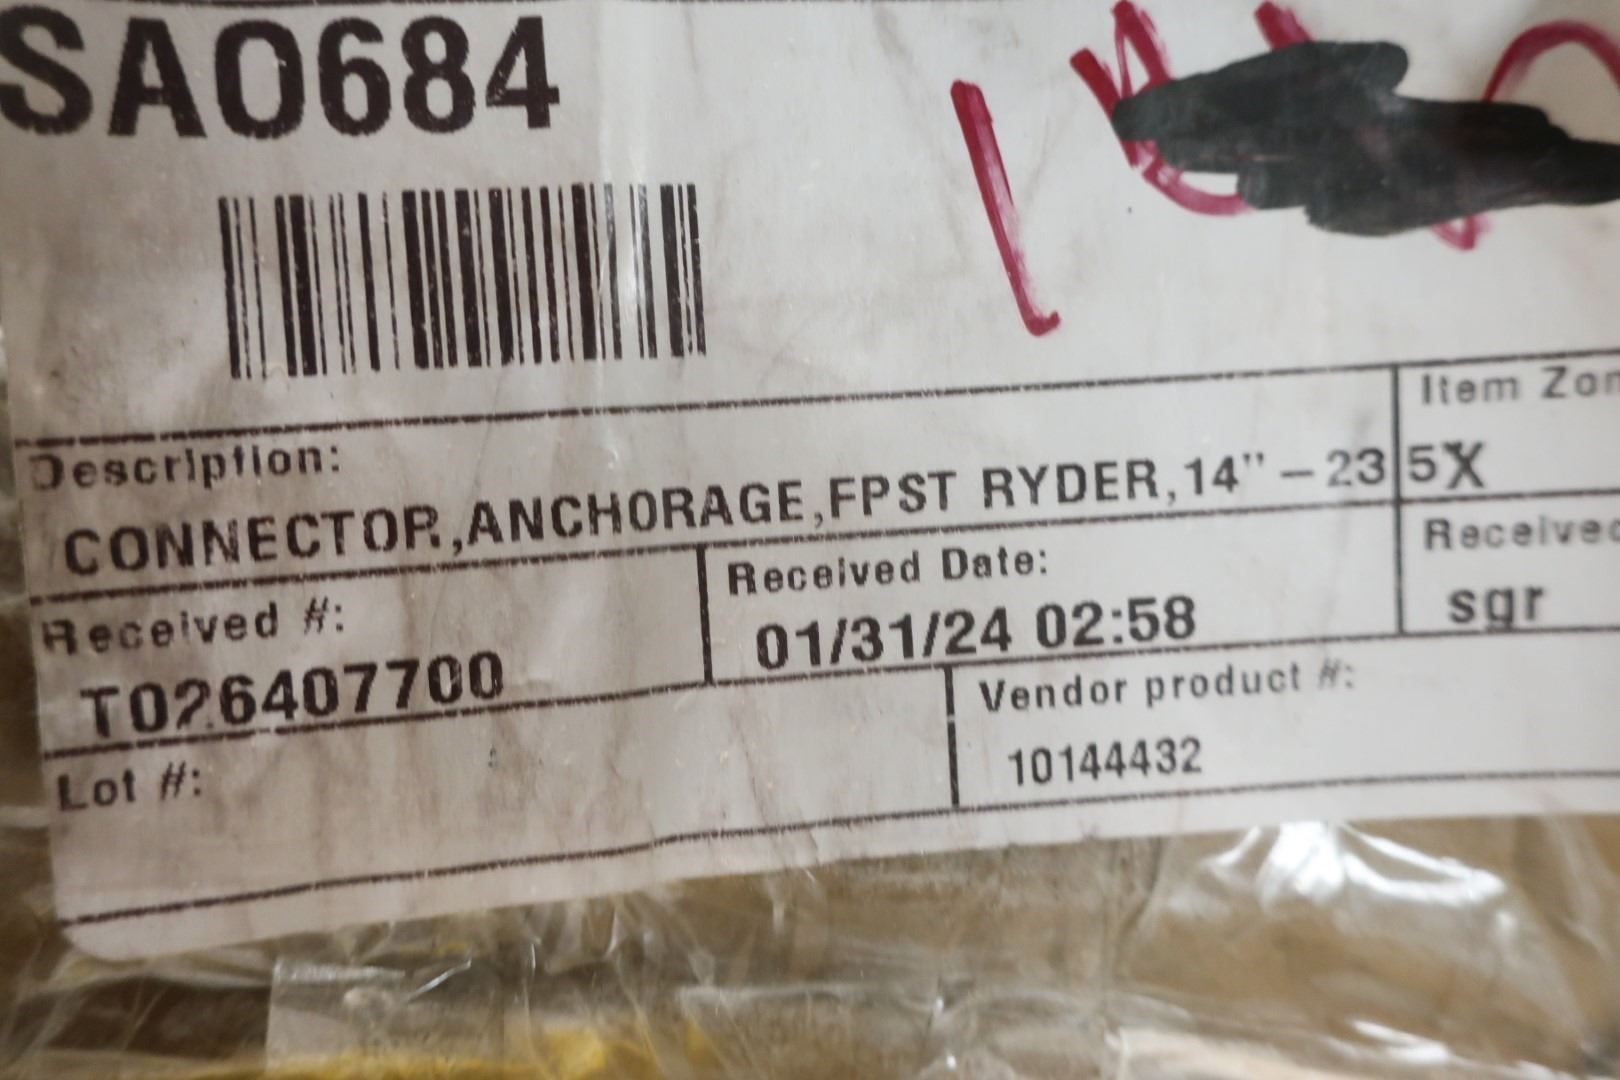 SA0684
Description:
CONNECTOR,ANCHORAGE,FPST RYDER,14" – 23
Item Zon
5X
Received #:
T026407700
Received Date:
01/31/24 02:58
Received
sgr
Lot #:
Vendor product #:
10144432